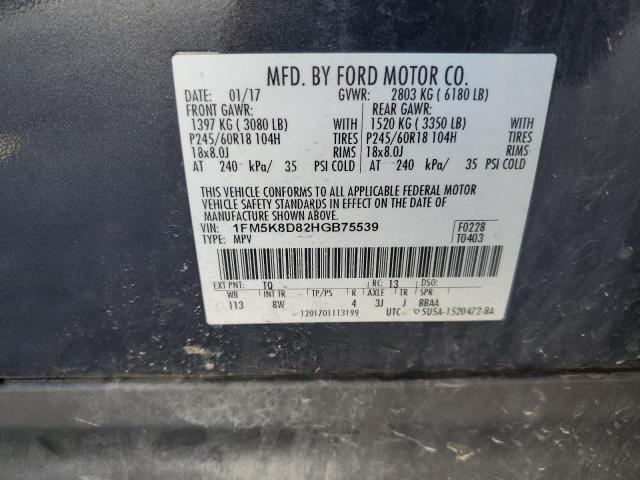 MFD. BY FORD MOTOR CO.
DATE: 01/17 GVWR: 2803 KG ( 6180 LB)
FRONT GAWR: REAR GAWR:
1397 KG ( 3080 LB) WITH 1520 KG ( 3350 LB) WITH
P245/60R18 104H TIRES P245/60R18 104H TIRES
18x8.0J RIMS 18x8.0J RIMS
AT 240 kPa/ 35 PSI COLD AT 240 kPa/ 35 PSI COLD
THIS VEHICLE CONFORMS TO ALL APPLICABLE FEDERAL MOTOR
VEHICLE SAFETY STANDARDS IN EFFECT ON THE DATE OF
MANUFACTURE SHOWN ABOVE.
VIN: 1FM5K8D82HGB75539 F0228
TYPE: MPV T0403
EXT PNT: TQ RC: 13 DSO:
WB INT TR TP/PS R AXLE TR SPR
113 8W 4 3J J BBAA
1201701113199 UTC ▽5U5A-1520472-BA